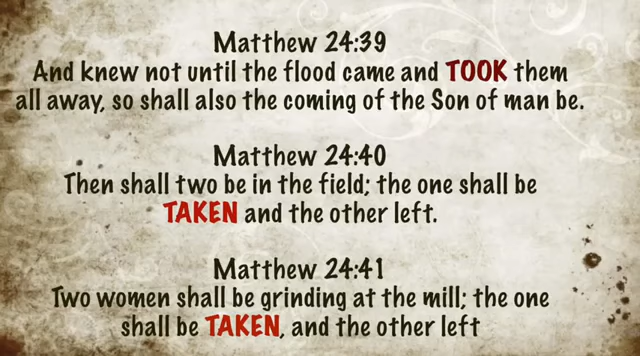 Matthew 24:39
And knew not until the flood came and TOOK them
all away, so shall also the coming of the Son of man be.
Matthew 24:40
Then shall two be in the field; the one shall be
TAKEN and the other left.
Matthew 24:41
Two women shall be grinding at the mill; the one
shall be TAKEN, and the other left